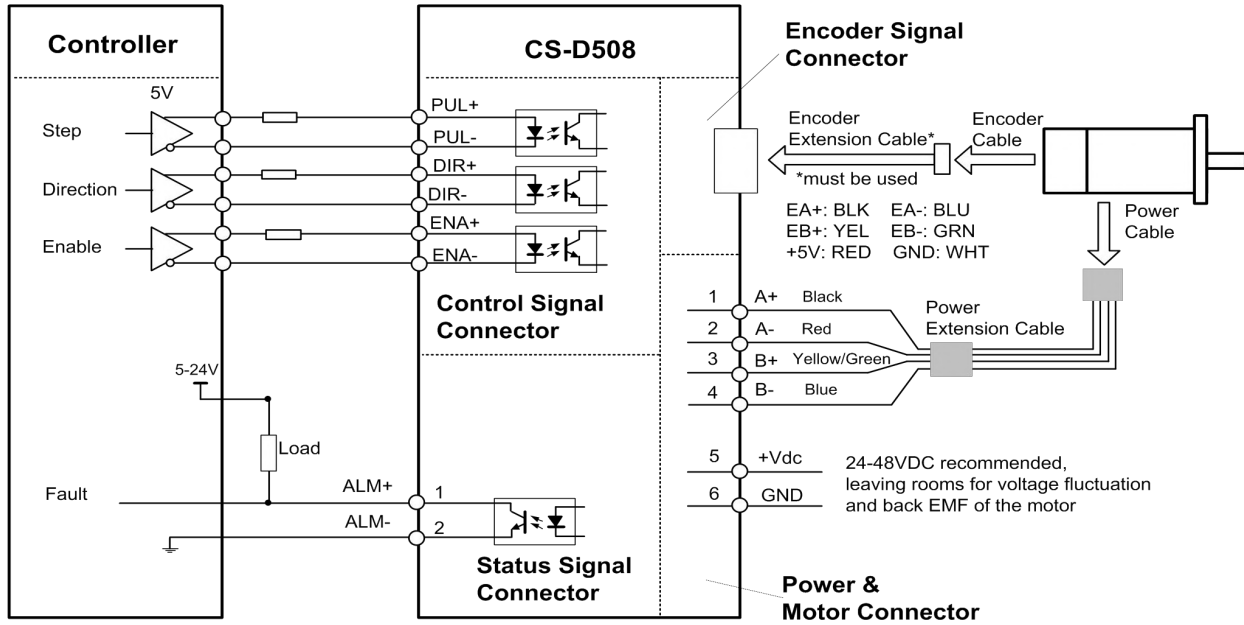 Controller
CS-D508
Encoder Signal
Connector
5V
Step
Direction
Enable
PUL+
PUL-
DIR+
DIR-
ENA+
ENA-
Control Signal
Connector
Encoder
Extension Cable*
*must be used
Encoder
Cable
EA+: BLK EA-: BLU
EB+: YEL EB-: GRN
+5V: RED GND: WHT
Power
Cable
1 A+ Black
2 A- Red
3 B+ Yellow/Green
4 B- Blue
Power
Extension Cable
5 +Vdc
6 GND
24-48VDC recommended,
leaving rooms for voltage fluctuation
and back EMF of the motor
5-24V
Load
Fault
ALM+ 1
ALM- 2
Status Signal
Connector
Power &
Motor Connector